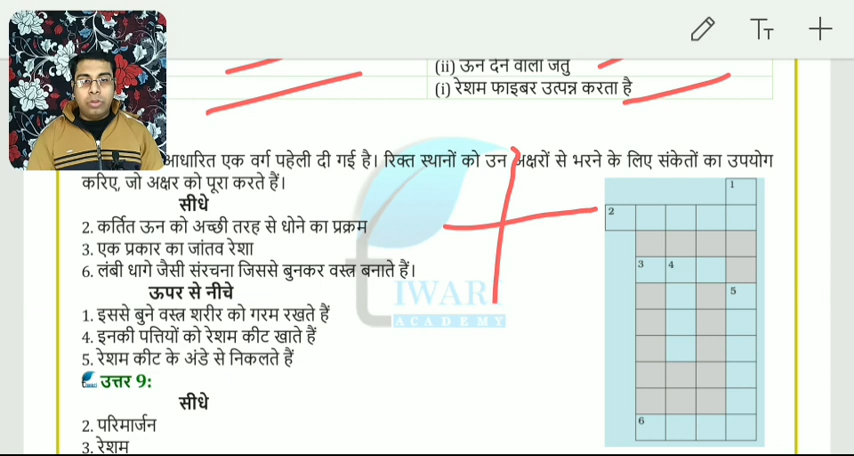 (ii) ऊन देने वाला जंतु
(i) रेशम फाइबर उत्पन्न करता है
आधारित एक वर्ग पहेली दी गई है। रिक्त स्थानों को उन अक्षरों से भरने के लिए संकेतों का उपयोग
करिए, जो अक्षर को पूरा करते हैं।
सीधे
2. कर्तित ऊन को अच्छी तरह से धोने का प्रक्रम
3. एक प्रकार का जांतव रेशा
6. लंबी धागे जैसी संरचना जिससे बुनकर वस्त्र बनाते हैं।
ऊपर से नीचे
1. इससे बुने वस्त्र शरीर को गरम रखते हैं
4. इनकी पत्तियों को रेशम कीट खाते हैं
5. रेशम कीट के अंडे से निकलते हैं
उत्तर 9:
सीधे
2. परिमार्जन
3. रेशम
1
2
3 4
5
6
IWARI
ACADEMY